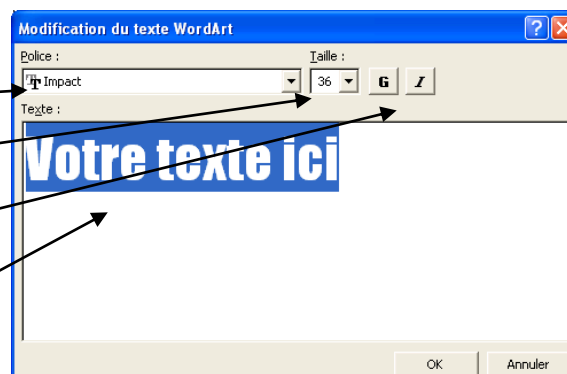 Modification du texte WordArt
Police :
Taille :
Impact
36
G
I
Texte :
Votre texte ici
OK
Annuler